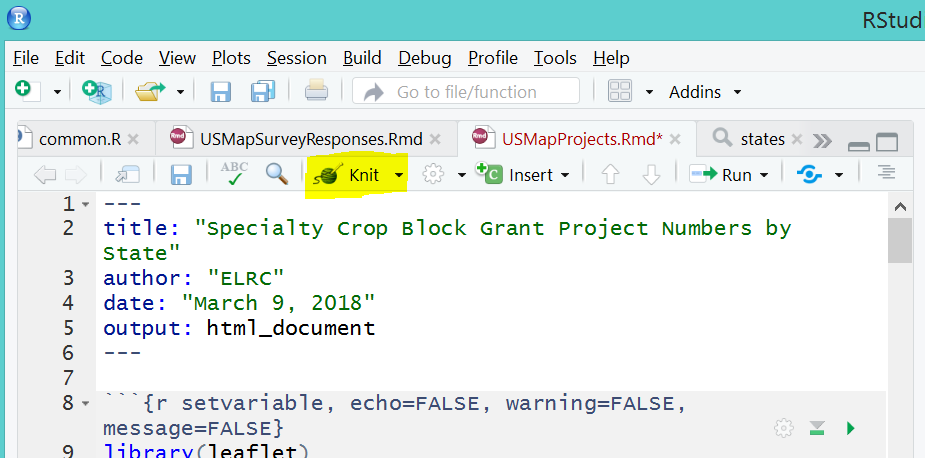 RStud
File Edit Code View Plots Session Build Debug Profile Tools Help
Go to file/function Addins
common.R USMapSurveyResponses.Rmd USMapProjects.Rmd* states
ABC Knit Insert Run
1 ---
2 title: "Specialty Crop Block Grant Project Numbers by
State"
3 author: "ELRC"
4 date: "March 9, 2018"
5 output: html_document
6 ---
7
8 ```{r setvariable, echo=FALSE, warning=FALSE,
message=FALSE}
9 library(leaflet)